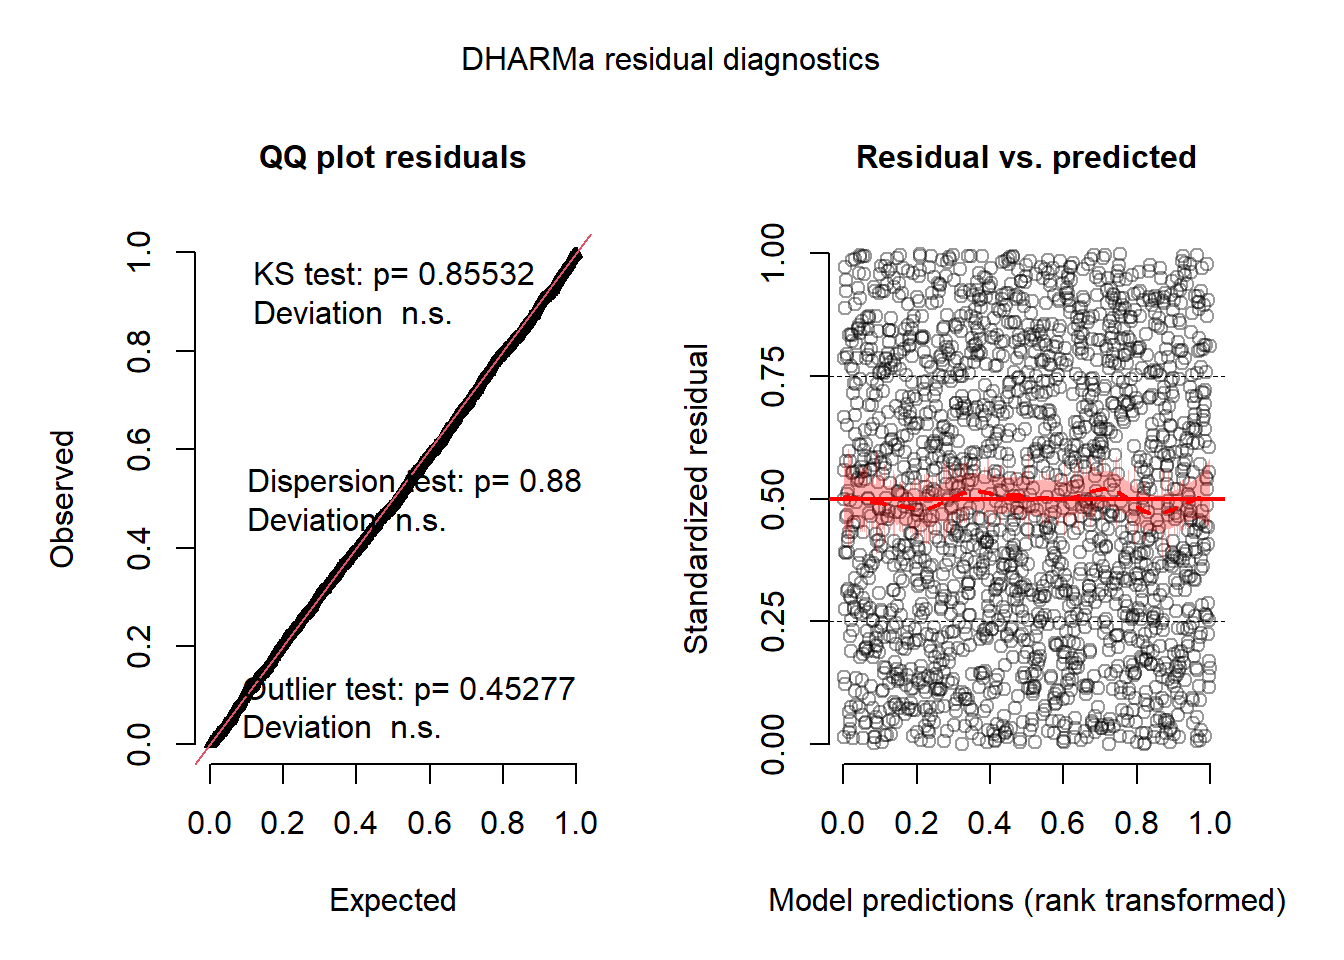 DHARMa residual diagnostics
QQ plot residuals
KS test: p= 0.85532
Deviation  n.s.
Dispersion test: p= 0.88
Deviation  n.s.
Outlier test: p= 0.45277
Deviation  n.s.
Observed
0.0 0.2 0.4 0.6 0.8 1.0
0.0 0.2 0.4 0.6 0.8 1.0
Expected
Residual vs. predicted
Standardized residual
0.00 0.25 0.50 0.75 1.00
0.0 0.2 0.4 0.6 0.8 1.0
Model predictions (rank transformed)